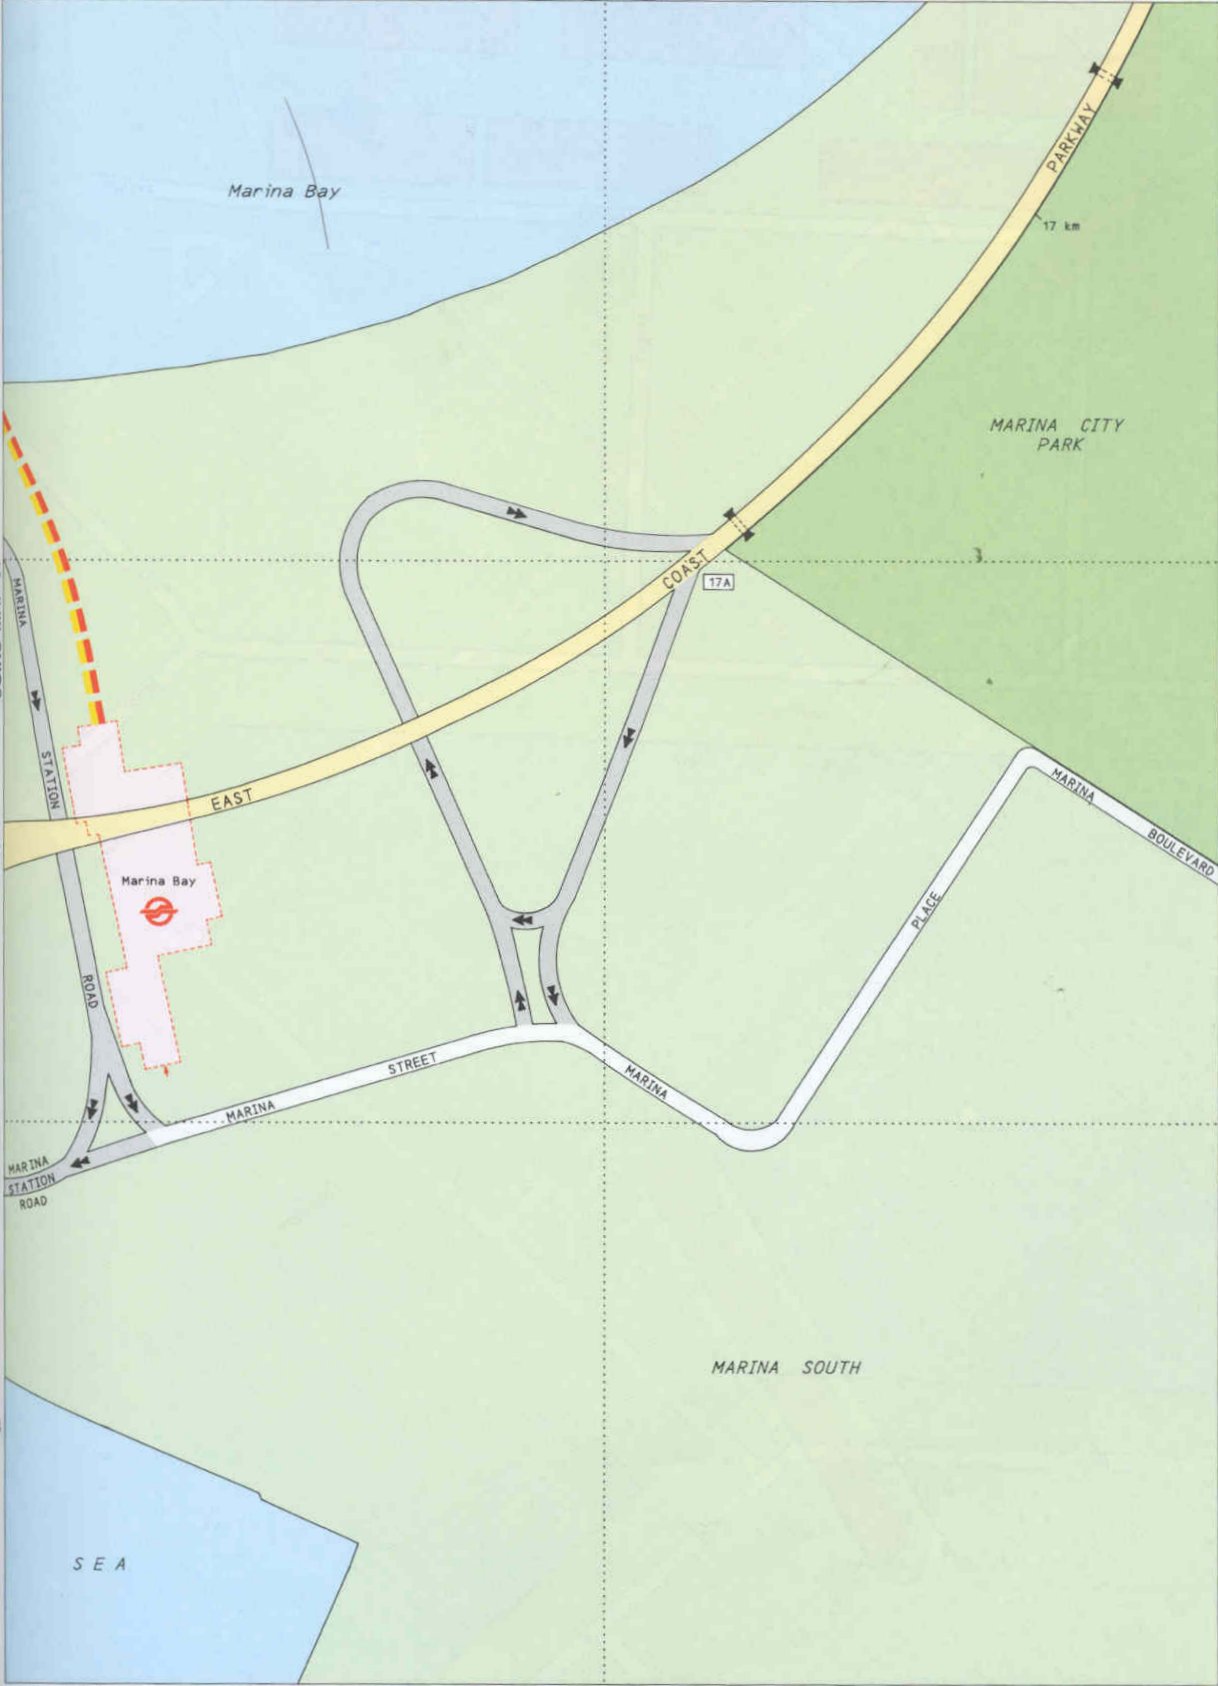 PARKWAY
Marina Bay
17 km
MARINA CITY
PARK
COAST
17A
MARINA
STATION
EAST
MARINA
BOULEVARD
Marina Bay
PLACE
ROAD
STREET
MARINA
MARINA
MARINA
STATION
ROAD
MARINA SOUTH
SEA